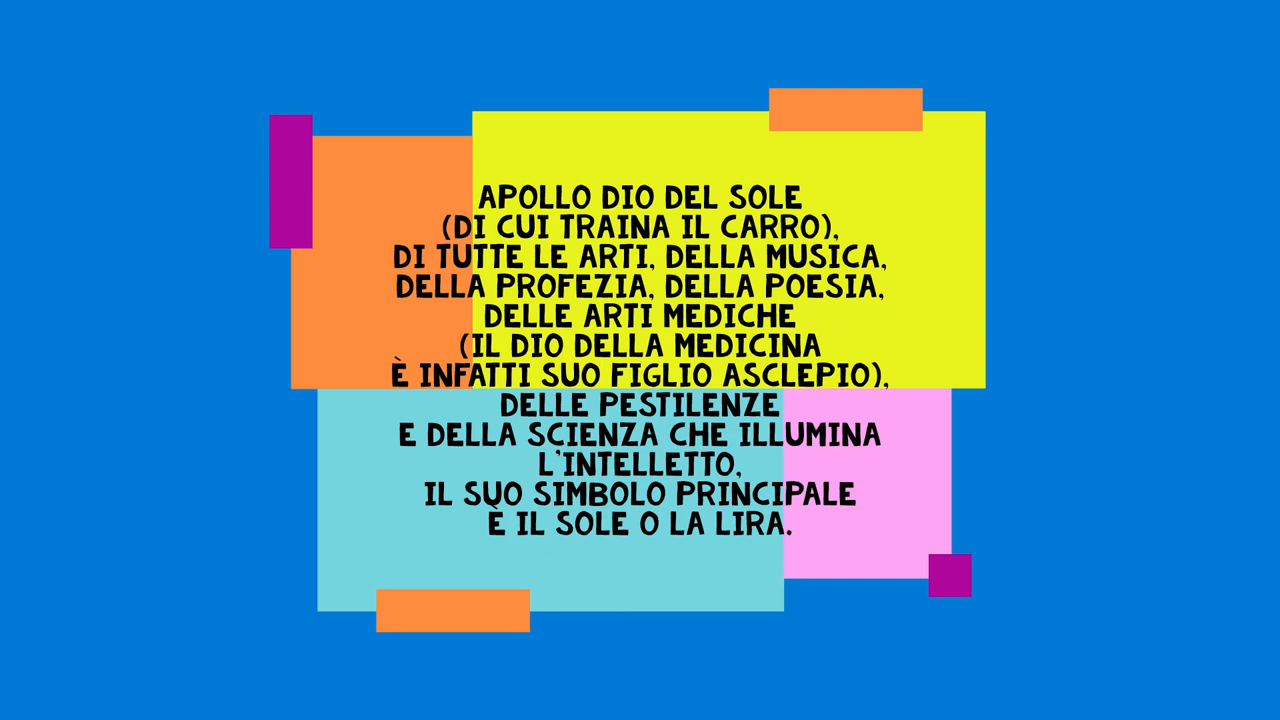 APOLLO DIO DEL SOLE
(DI CUI TRAINA IL CARRO),
DI TUTTE LE ARTI, DELLA MUSICA,
DELLA PROFEZIA, DELLA POESIA,
DELLE ARTI MEDICHE
(IL DIO DELLA MEDICINA
È INFATTI SUO FIGLIO ASCLEPIO),
DELLE PESTILENZE
E DELLA SCIENZA CHE ILLUMINA
L'INTELLETTO,
IL SUO SIMBOLO PRINCIPALE
È IL SOLE O LA LIRA.